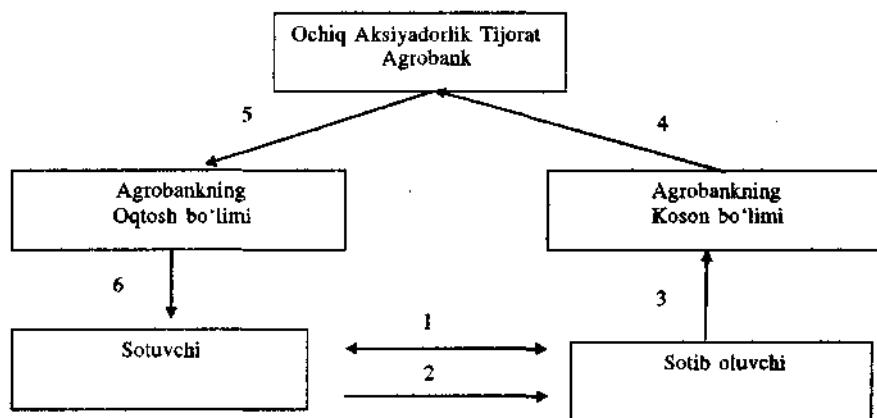 Ochiq Aksiyadorlik Tijorat
Agrobank
5
4
Agrobankning
Oqtosh bo‘limi
Agrobankning
Koson bo‘limi
6
3
1
Sotuvchi
2
Sotib oluvchi